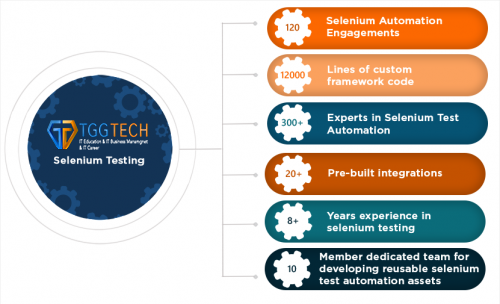 TGGTECH
IT Education & IT Business Manamgnet
& IT Career
Selenium Testing
120
Selenium Automation
Engagements
12000
Lines of custom
framework code
300+
Experts in Selenium Test
Automation
20+
Pre-built integrations
8+
Years experience in
selenium testing
10
Member dedicated team for
developing reusable selenium
test automation assets